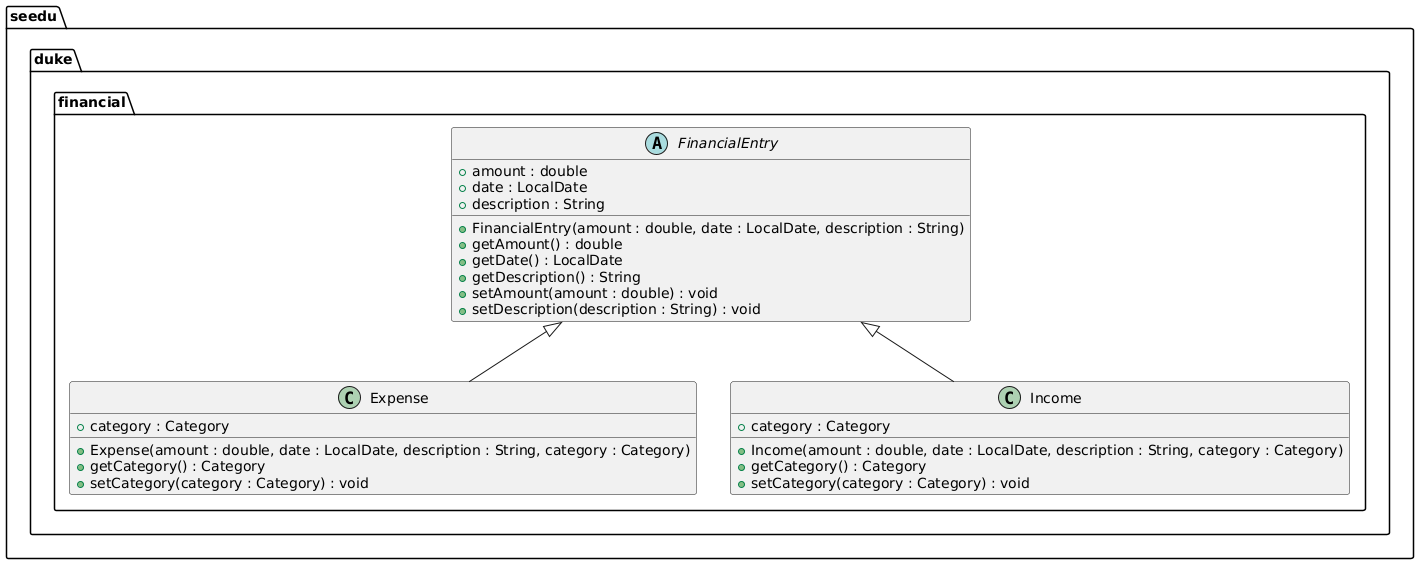 seedu
duke
financial
A FinancialEntry
amount : double
date : LocalDate
description : String
FinancialEntry(amount : double, date : LocalDate, description : String)
getAmount() : double
getDate() : LocalDate
getDescription() : String
setAmount(amount : double) : void
setDescription(description : String) : void
C Expense
category : Category
Expense(amount : double, date : LocalDate, description : String, category : Category)
getCategory() : Category
setCategory(category : Category) : void
C Income
category : Category
Income(amount : double, date : LocalDate, description : String, category : Category)
getCategory() : Category
setCategory(category : Category) : void